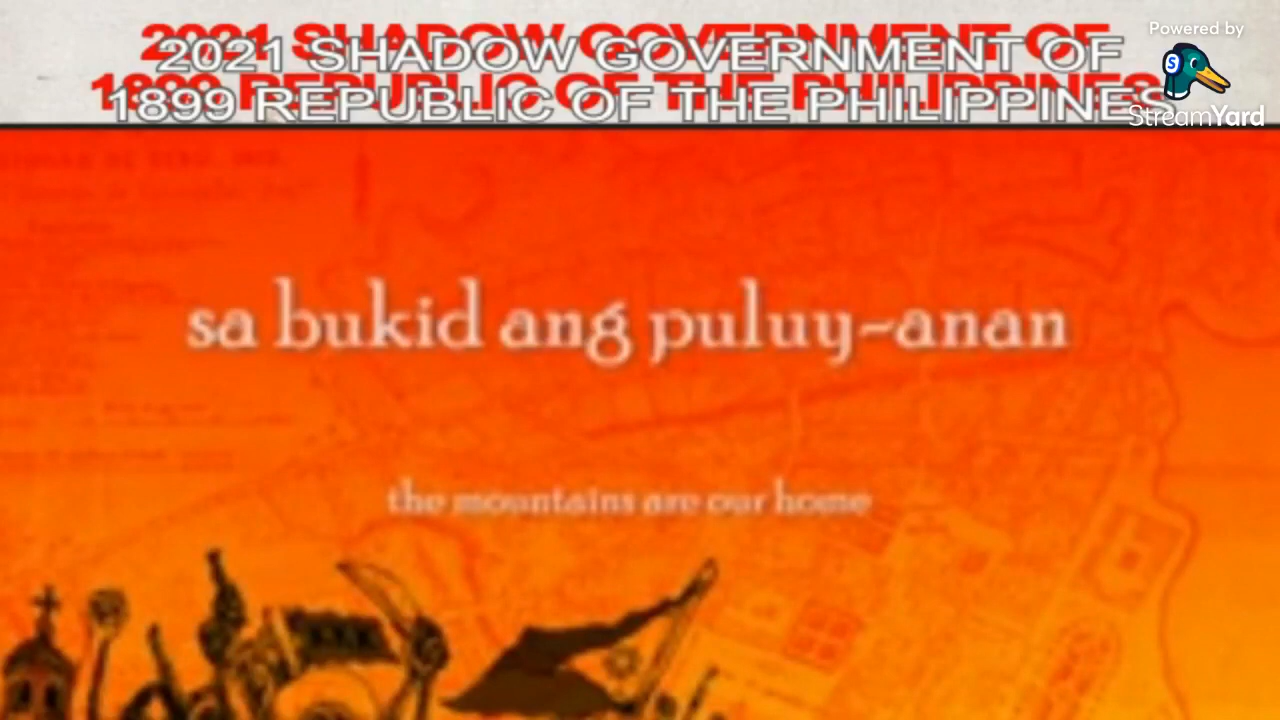 Powered by
2021 SHADOW GOVERNMENT OF
1899 REPUBLIC OF THE PHILIPPINES
StreamYard
sa bukid ang puluy-anan
the mountains are our home